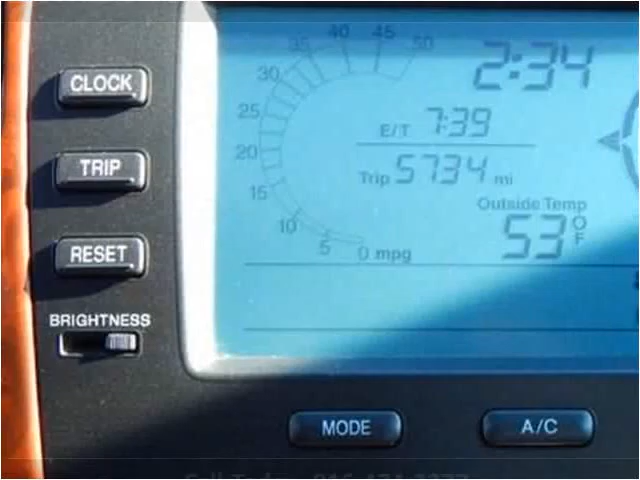 CLOCK
TRIP
RESET
BRIGHTNESS
35 40 45 50
30
25
20
15
10
5
0 mpg
2:34
E/T 7:39
Trip 5734 mi
Outside Temp
53 °F
MODE
A/C